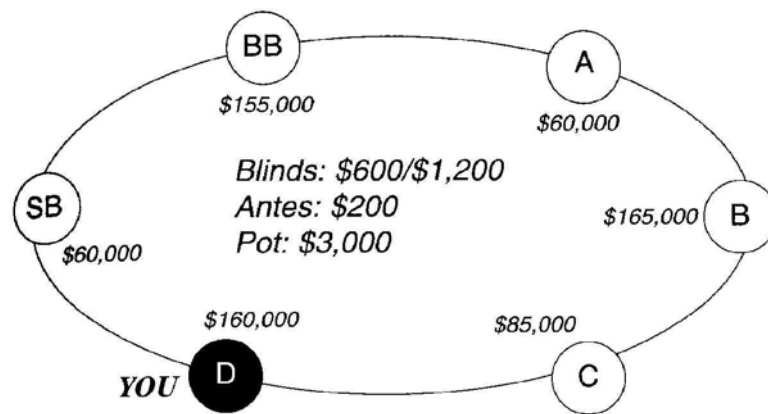 BB
A
$155,000
$60,000
Blinds: $600/$1,200
Antes: $200
Pot: $3,000
SB
B
$165,000
$60,000
$160,000
$85,000
YOU
D
C